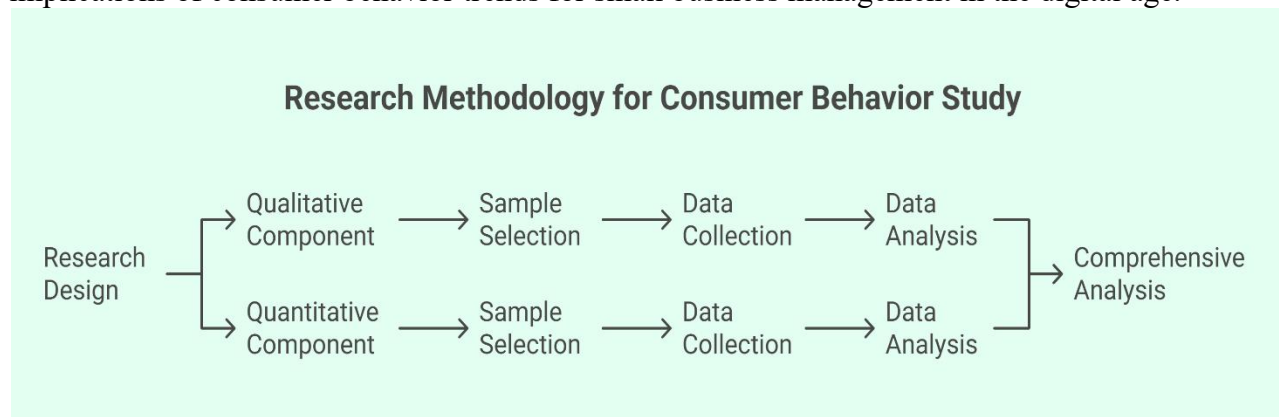 implications of consumer behavior trends for small business management in the digital age.
Research Methodology for Consumer Behavior Study
Research
Design
Qualitative
Component
Sample
Selection
Data
Collection
Data
Analysis
Quantitative
Component
Sample
Selection
Data
Collection
Data
Analysis
Comprehensive
Analysis